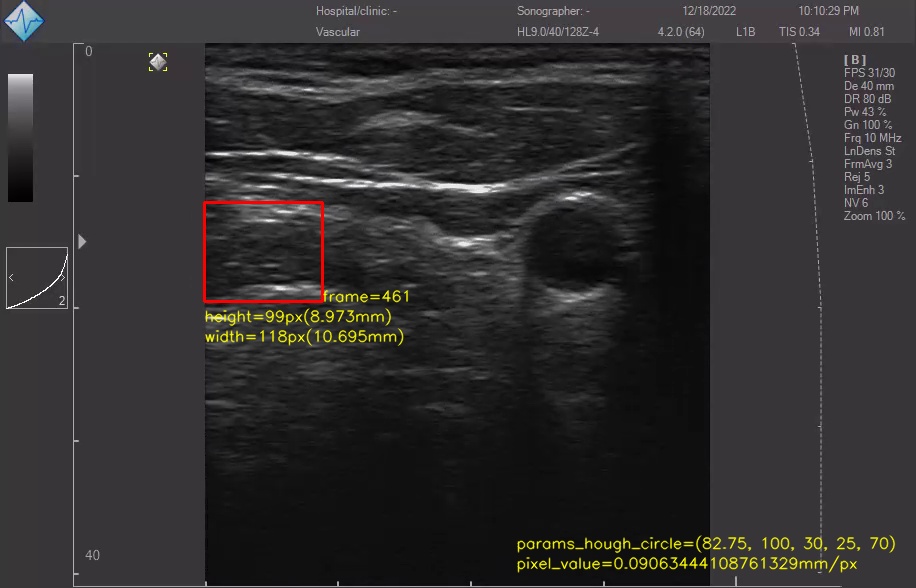 Hospital/clinic: - Sonographer: - 12/18/2022 10:10:29 PM
Vascular HL9.0/40/128Z-4 4.2.0 (64) L1B TIS 0.34 MI 0.81
0
[ B ]
FPS 31/30
De 40 mm
DR 80 dB
Pw 43 %
Gn 100 %
Frq 10 MHz
LnDens St
FrmAvg 3
Rej 5
ImEnh 3
NV 6
Zoom 100 %
2
frame=461
height=99px(8.973mm)
width=118px(10.695mm)
params_hough_circle=(82.75, 100, 30, 25, 70)
40
pixel_value=0.09063444108761329mm/px